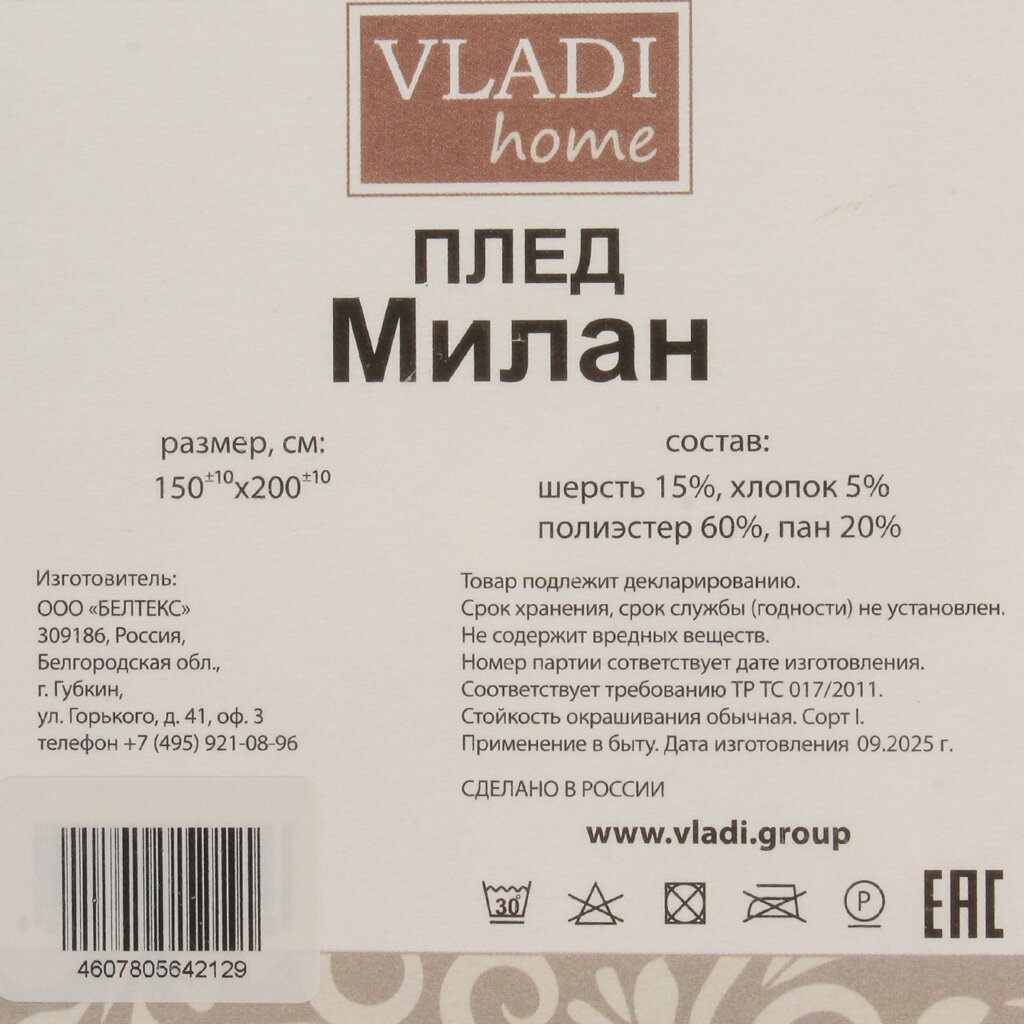 VLADI
home
ПЛЕД
Милан
размер, см:
150±10х200±10
состав:
шерсть 15%, хлопок 5%
полиэстер 60%, пан 20%
Изготовитель:
ООО «БЕЛТЕКС»
309186, Россия,
Белгородская обл.,
г. Губкин,
ул. Горького, д. 41, оф. 3
телефон +7 (495) 921-08-96
Товар подлежит декларированию.
Срок хранения, срок службы (годности) не установлен.
Не содержит вредных веществ.
Номер партии сответствует дате изготовления.
Соответствует требованию ТР ТС 017/2011.
Стойкость окрашивания обычная. Сорт I.
Применение в быту. Дата изготовления 09.2025 г.
СДЕЛАНО В РОССИИ
www.vladi.group
30°
P
EAC
4607805642129